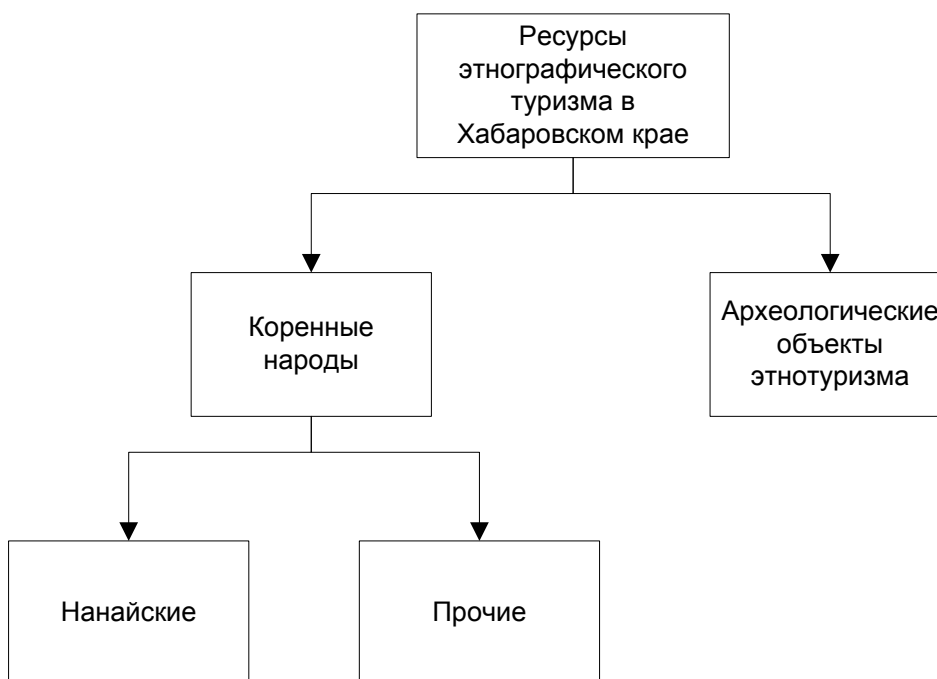 Ресурсы
этнографического
туризма в
Хабаровском крае
Коренные
народы
Археологические
объекты
этнотуризма
Нанайские
Прочие